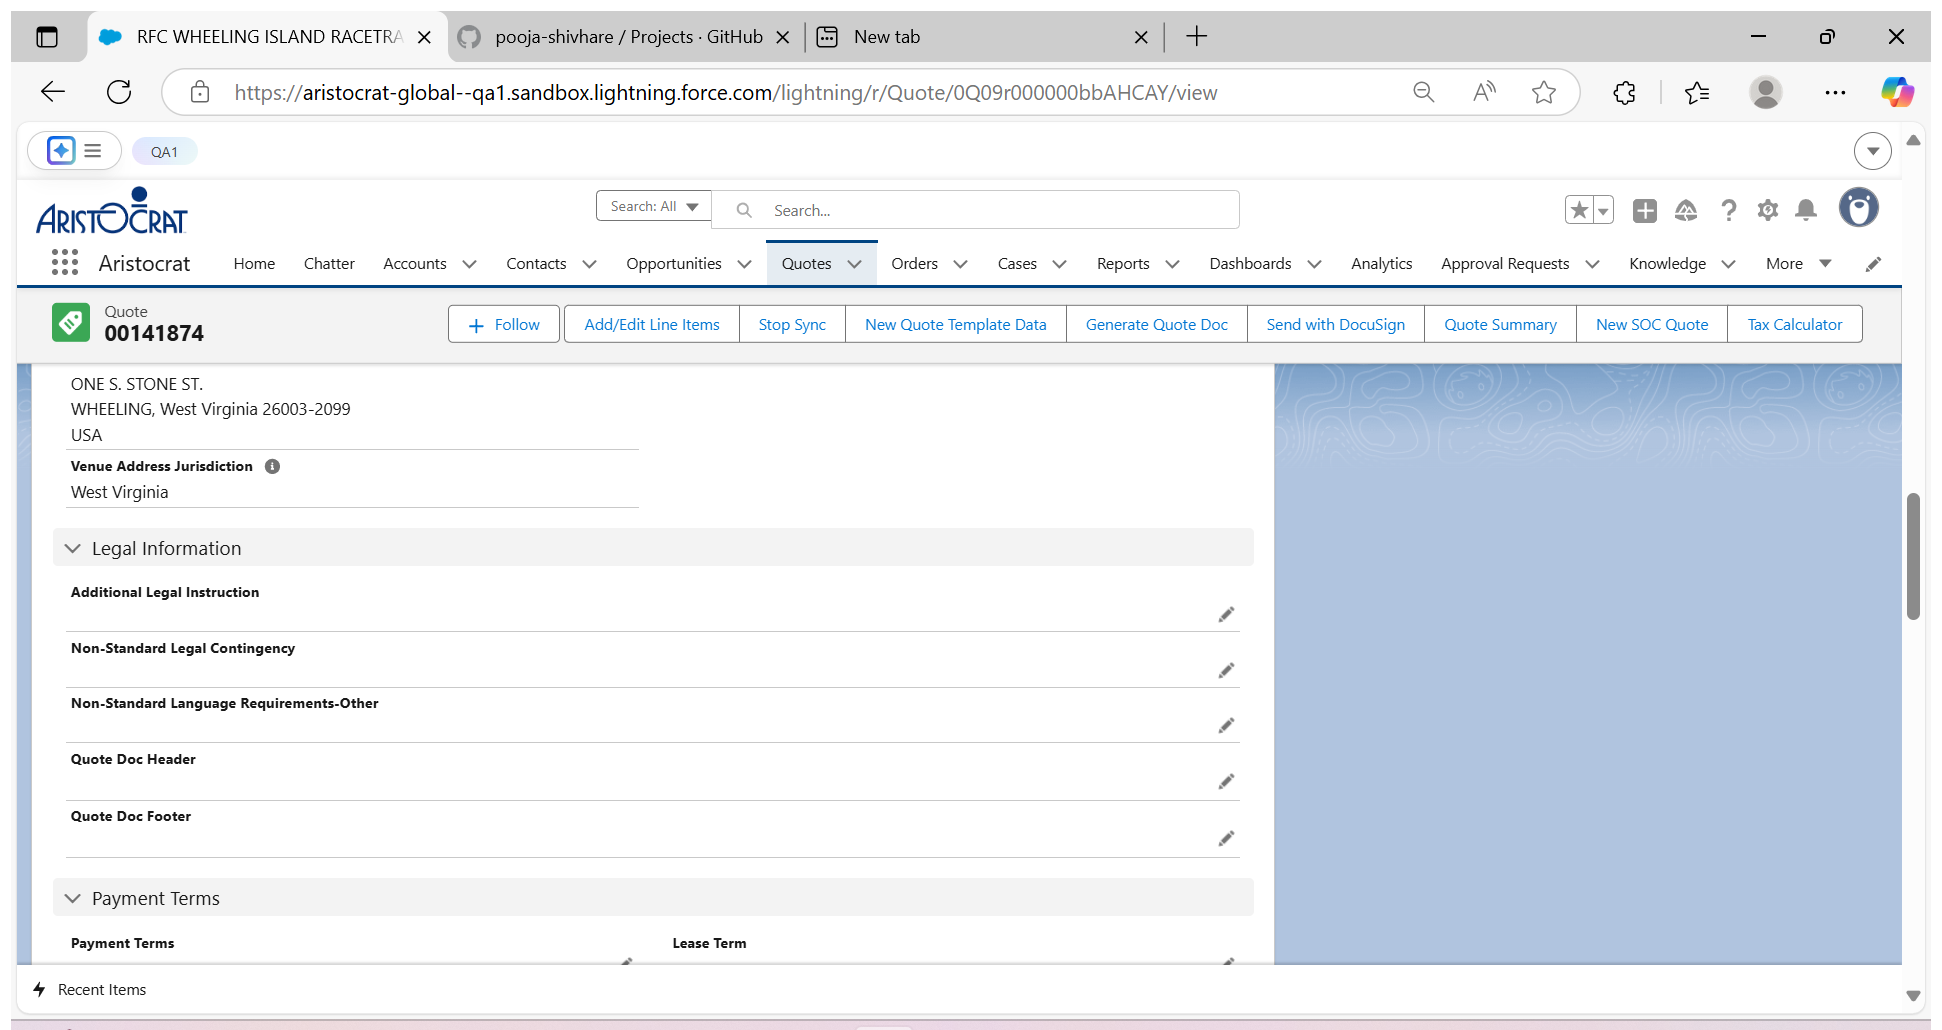 RFC WHEELING ISLAND RACETRA
pooja-shivhare / Projects · GitHub
New tab
https://aristocrat-global--qa1.sandbox.lightning.force.com/lightning/r/Quote/0Q09r000000bbAHCAY/view
QA1
ARISTOCRAT
Search: All
Search...
Aristocrat
Home
Chatter
Accounts
Contacts
Opportunities
Quotes
Orders
Cases
Reports
Dashboards
Analytics
Approval Requests
Knowledge
More
Quote
00141874
Follow
Add/Edit Line Items
Stop Sync
New Quote Template Data
Generate Quote Doc
Send with DocuSign
Quote Summary
New SOC Quote
Tax Calculator
ONE S. STONE ST.
WHEELING, West Virginia 26003-2099
USA
Venue Address Jurisdiction
West Virginia
Legal Information
Additional Legal Instruction
Non-Standard Legal Contingency
Non-Standard Language Requirements-Other
Quote Doc Header
Quote Doc Footer
Payment Terms
Payment Terms
Lease Term
Recent Items